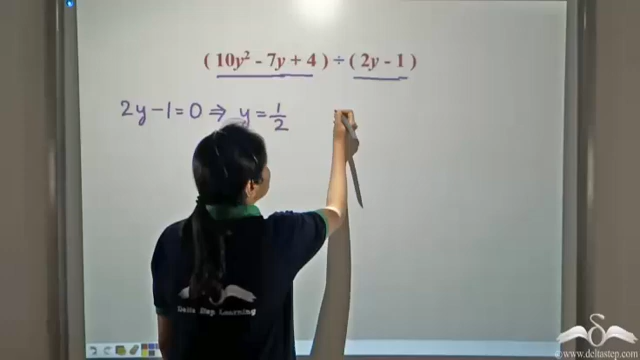 ( 10y² - 7y + 4 ) ÷ ( 2y - 1 )
2y - 1 = 0 ⇒ y = 1/2
Delta Step Learning
©www.deltastep.com